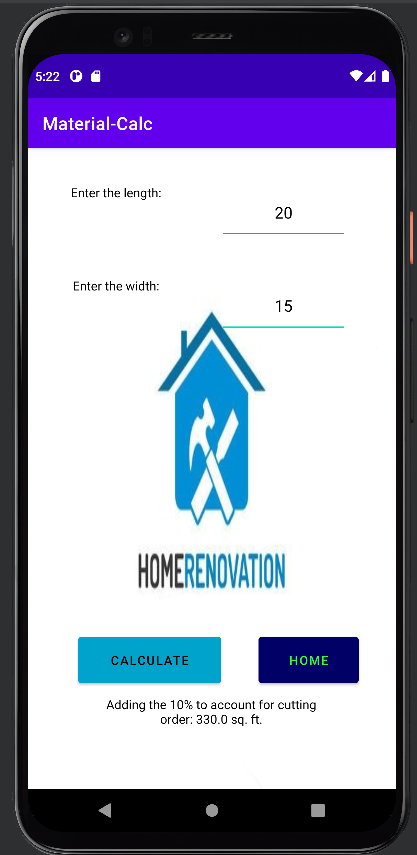 5:22
Material-Calc
Enter the length:
20
Enter the width:
15
HOMERENOVATION
CALCULATE
HOME
Adding the 10% to account for cutting
order: 330.0 sq. ft.